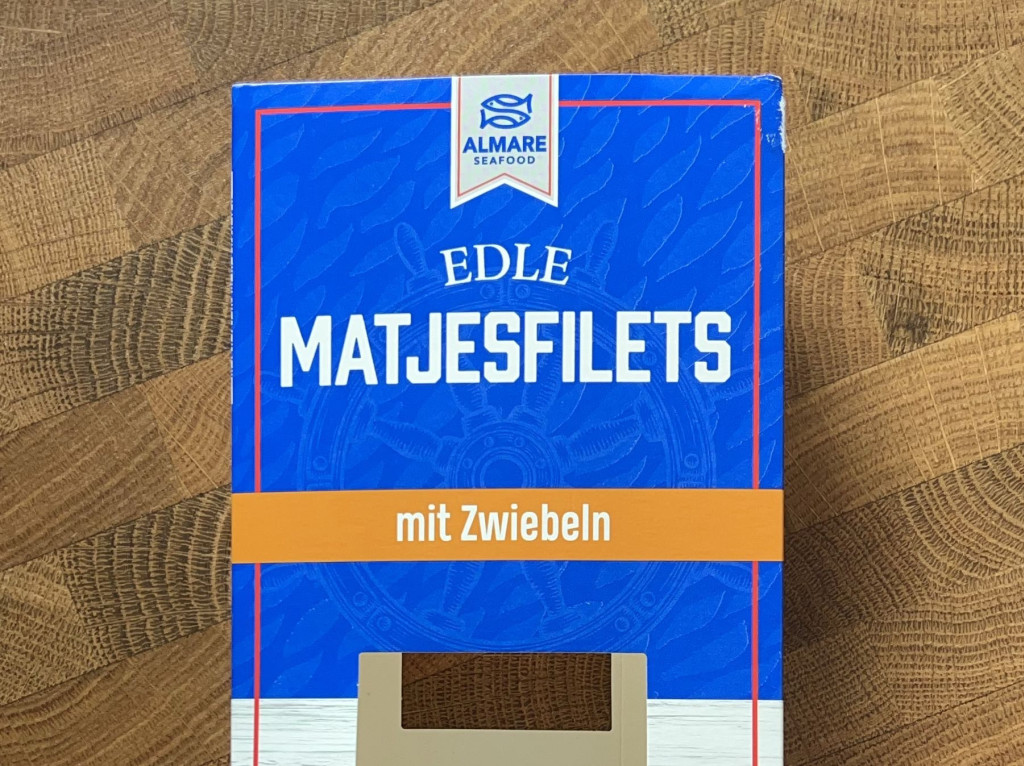 ALMARE
SEAFOOD
EDLE
MATJESFILETS
mit Zwiebeln